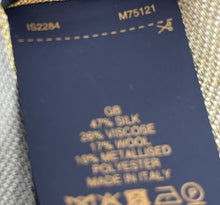 IS2284 M75121
GB
47% SILK
26% VISCOSE
17% WOOL
10% METALLISED
POLYESTER
MADE IN ITALY